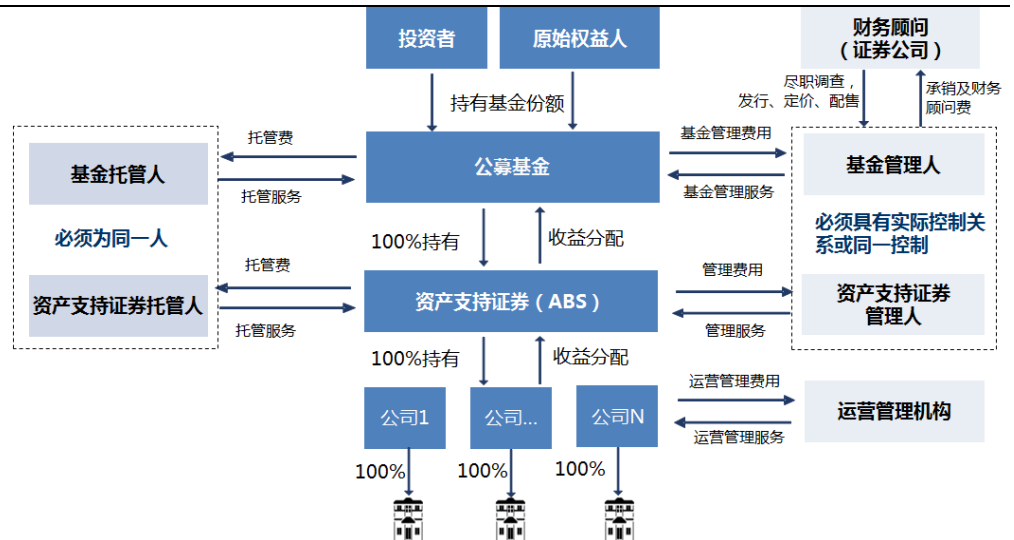 投资者
原始权益人
财务顾问
（证券公司）
持有基金份额
尽职调查，
发行、定价、配售
承销及财务
顾问费
托管费
基金托管人
托管服务
公募基金
基金管理费用
基金管理服务
基金管理人
必须为同一人
100%持有
收益分配
必须具有实际控制关
系或同一控制
托管费
资产支持证券托管人
托管服务
资产支持证券（ABS）
管理费用
管理服务
资产支持证券
管理人
100%持有
收益分配
公司1
公司...
公司N
运营管理费用
运营管理服务
运营管理机构
100%
100%
100%